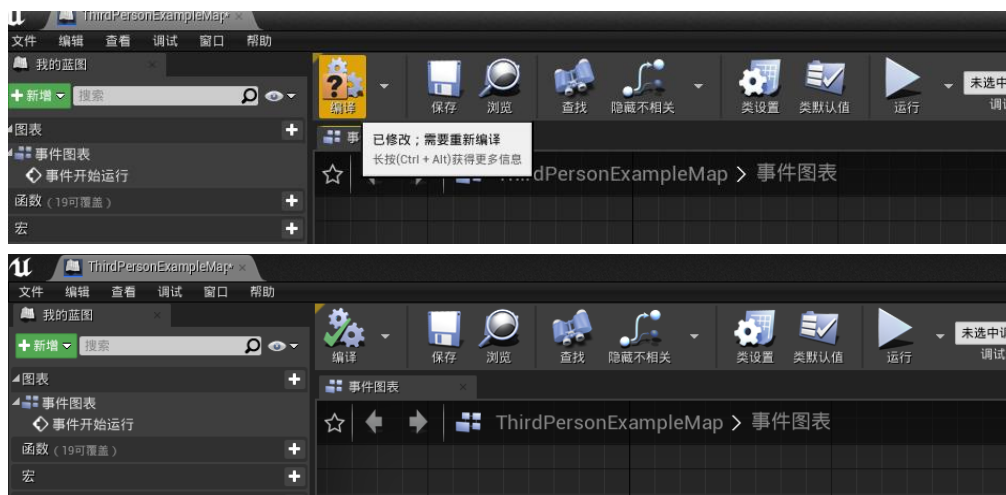 ThirdPersonExampleMap*
文件 编辑 查看 调试 窗口 帮助
我的蓝图
+新增 搜索
编译 保存 浏览 查找 隐藏不相关 类设置 类默认值 运行
未选中
图表
事件图表
事件开始运行
函数（19可覆盖）
宏
已修改；需要重新编译
长按(Ctrl + Alt)获得更多信息
dPersonExampleMap > 事件图表
ThirdPersonExampleMap*
文件 编辑 查看 调试 窗口 帮助
我的蓝图
+新增 搜索
编译 保存 浏览 查找 隐藏不相关 类设置 类默认值 运行
未选中
调试
图表
事件图表
事件开始运行
函数（19可覆盖）
宏
事件图表
ThirdPersonExampleMap > 事件图表